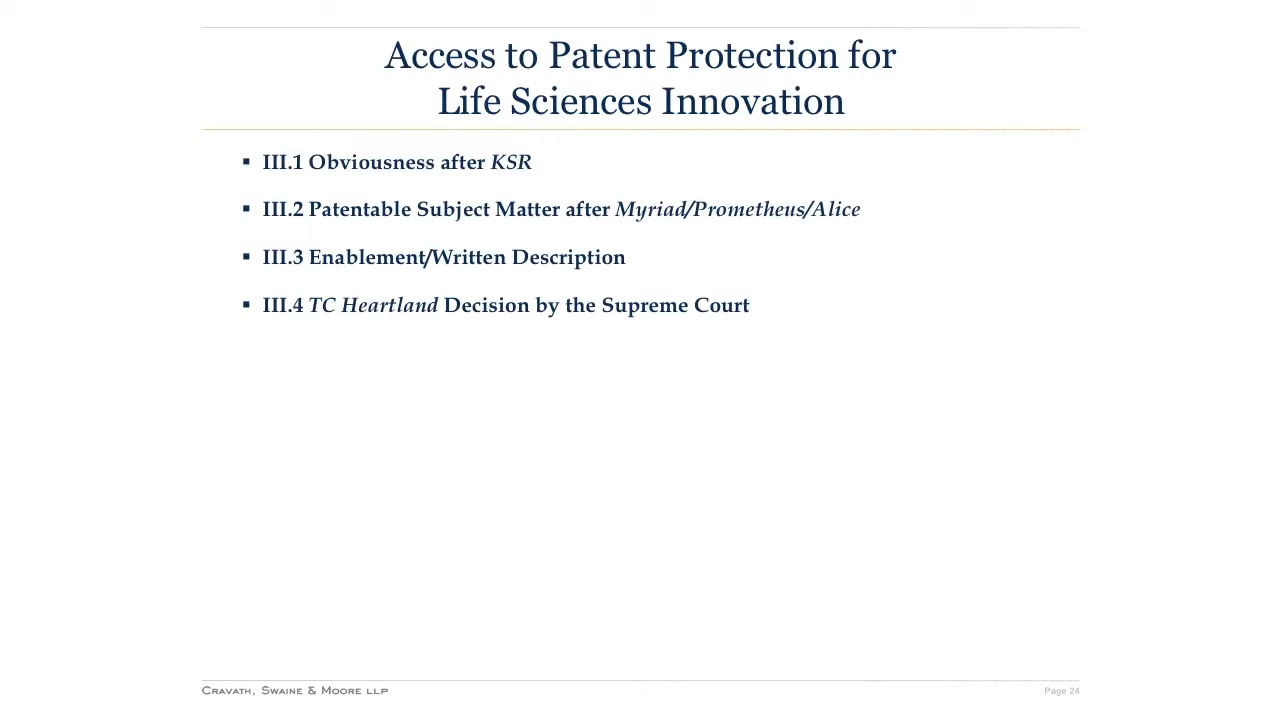 Access to Patent Protection for
Life Sciences Innovation
▪ III.1 Obviousness after KSR
▪ III.2 Patentable Subject Matter after Myriad/Prometheus/Alice
▪ III.3 Enablement/Written Description
▪ III.4 TC Heartland Decision by the Supreme Court
CRAVATH, SWAINE & MOORE LLP
Page 24